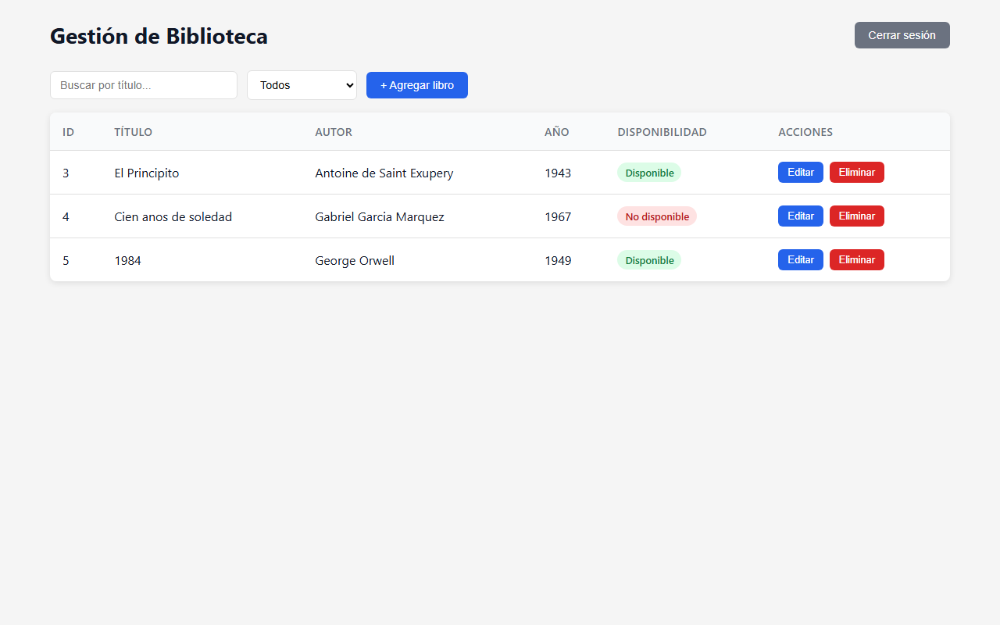 Gestión de Biblioteca
Cerrar sesión
Buscar por título...
Todos
+ Agregar libro
ID TÍTULO AUTOR AÑO DISPONIBILIDAD ACCIONES
3 El Principito Antoine de Saint Exupery 1943 Disponible Editar Eliminar
4 Cien anos de soledad Gabriel Garcia Marquez 1967 No disponible Editar Eliminar
5 1984 George Orwell 1949 Disponible Editar Eliminar